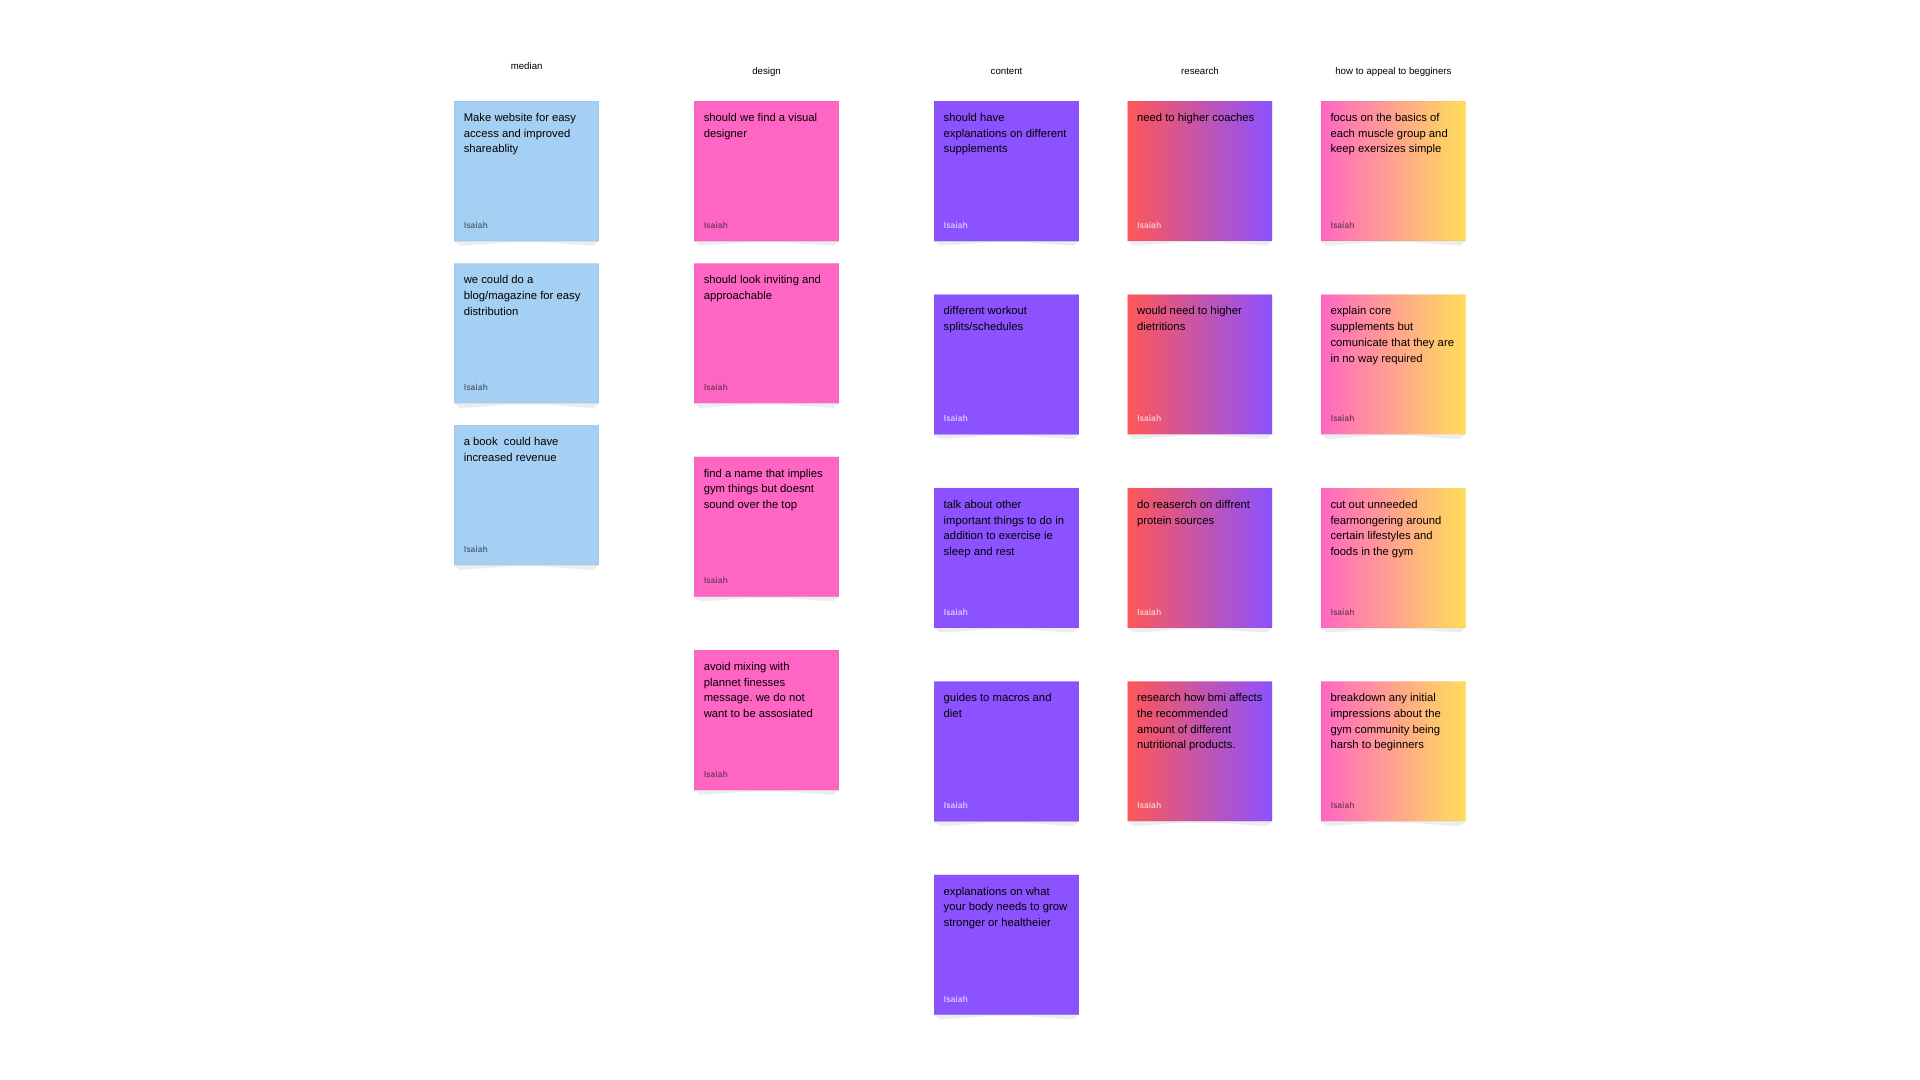 median
Make website for easy
access and improved
shareablity
Isaiah
we could do a
blog/magazine for easy
distribution
Isaiah
a book  could have
increased revenue
Isaiah
design
should we find a visual
designer
Isaiah
should look inviting and
approachable
Isaiah
find a name that implies
gym things but doesnt
sound over the top
Isaiah
avoid mixing with
plannet finesses
message. we do not
want to be assosiated
Isaiah
content
should have
explanations on different
supplements
Isaiah
different workout
splits/schedules
Isaiah
talk about other
important things to do in
addition to exercise ie
sleep and rest
Isaiah
guides to macros and
diet
Isaiah
explanations on what
your body needs to grow
stronger or healtheier
Isaiah
research
need to higher coaches
Isaiah
would need to higher
dietritions
Isaiah
do reaserch on diffrent
protein sources
Isaiah
research how bmi affects
the recommended
amount of different
nutritional products.
Isaiah
how to appeal to begginers
focus on the basics of
each muscle group and
keep exersizes simple
Isaiah
explain core
supplements but
comunicate that they are
in no way required
Isaiah
cut out unneeded
fearmongering around
certain lifestyles and
foods in the gym
Isaiah
breakdown any initial
impressions about the
gym community being
harsh to beginners
Isaiah